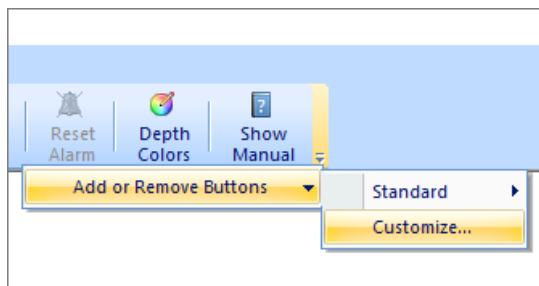 Reset
Alarm
Depth
Colors
Show
Manual
Add or Remove Buttons
Standard
Customize...